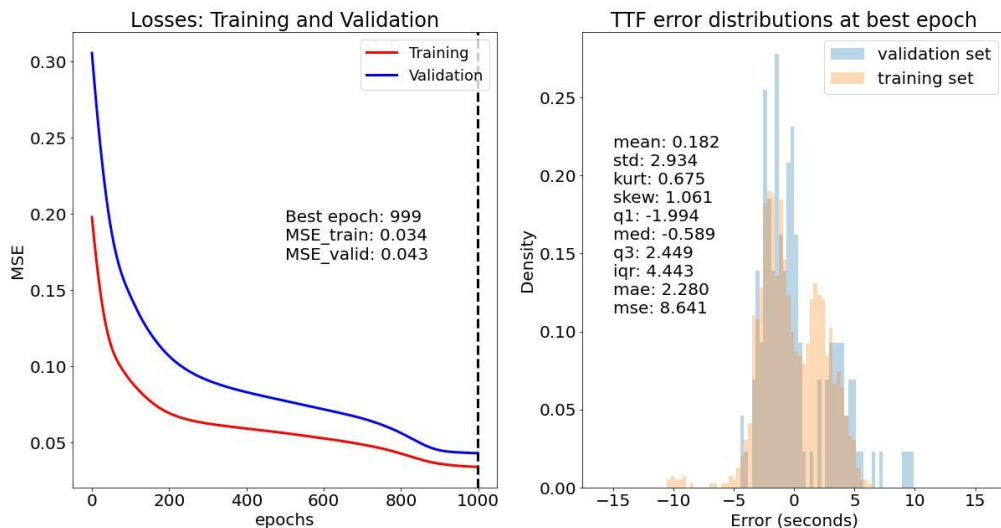 Losses: Training and Validation
Training
Validation
0.30
0.25
0.20
0.15
0.10
0.05
MSE
Best epoch: 999
MSE_train: 0.034
MSE_valid: 0.043
0
200
400
600
800
1000
epochs
TTF error distributions at best epoch
validation set
training set
0.25
0.20
0.15
0.10
0.05
0.00
Density
mean: 0.182
std: 2.934
kurt: 0.675
skew: 1.061
q1: -1.994
med: -0.589
q3: 2.449
iqr: 4.443
mae: 2.280
mse: 8.641
−15
−10
−5
0
5
10
15
Error (seconds)